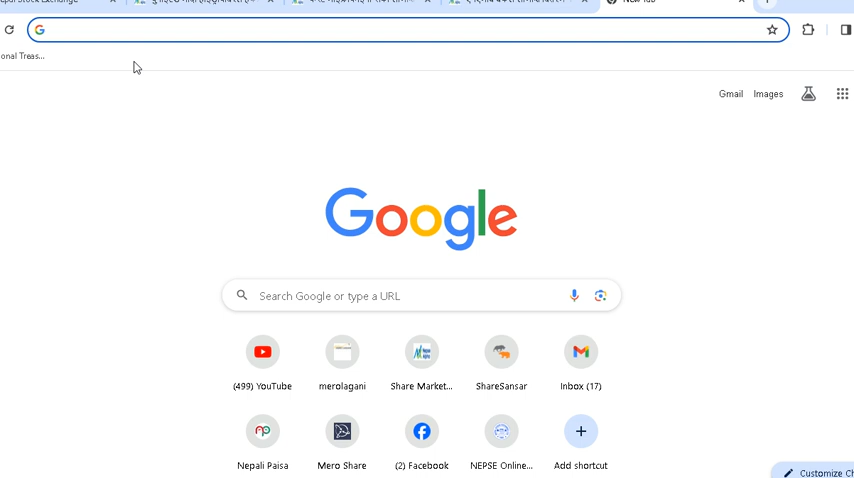 epal Stock Exchange
New Tab
onal Treas...
Gmail Images
Google
Search Google or type a URL
(499) YouTube merolagani Share Market... ShareSansar Inbox (17)
Nepali Paisa Mero Share (2) Facebook NEPSE Online... Add shortcut
Customize Ch